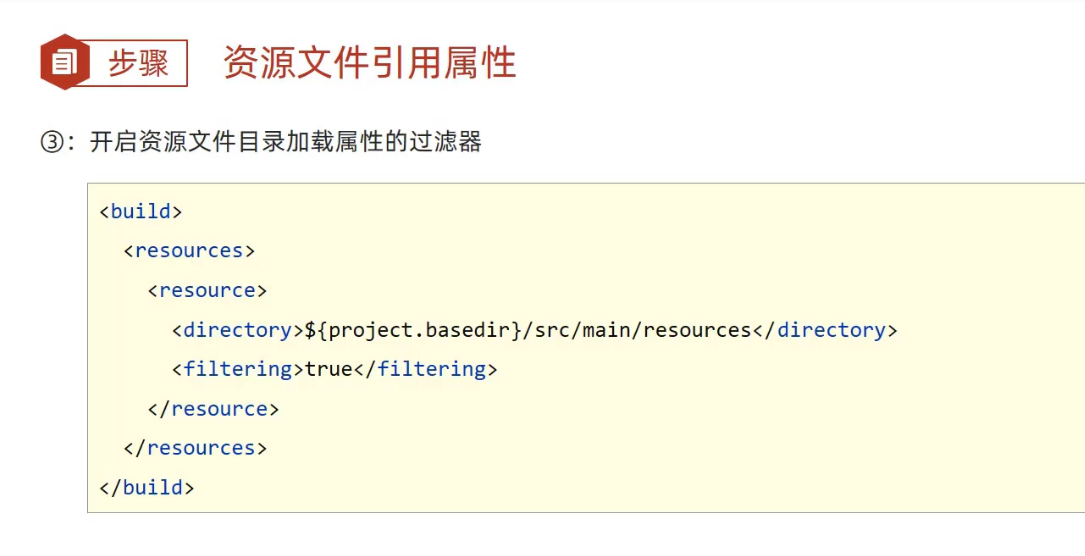 步骤 资源文件引用属性
③：开启资源文件目录加载属性的过滤器
<build>
<resources>
<resource>
<directory>${project.basedir}/src/main/resources</directory>
<filtering>true</filtering>
</resource>
</resources>
</build>